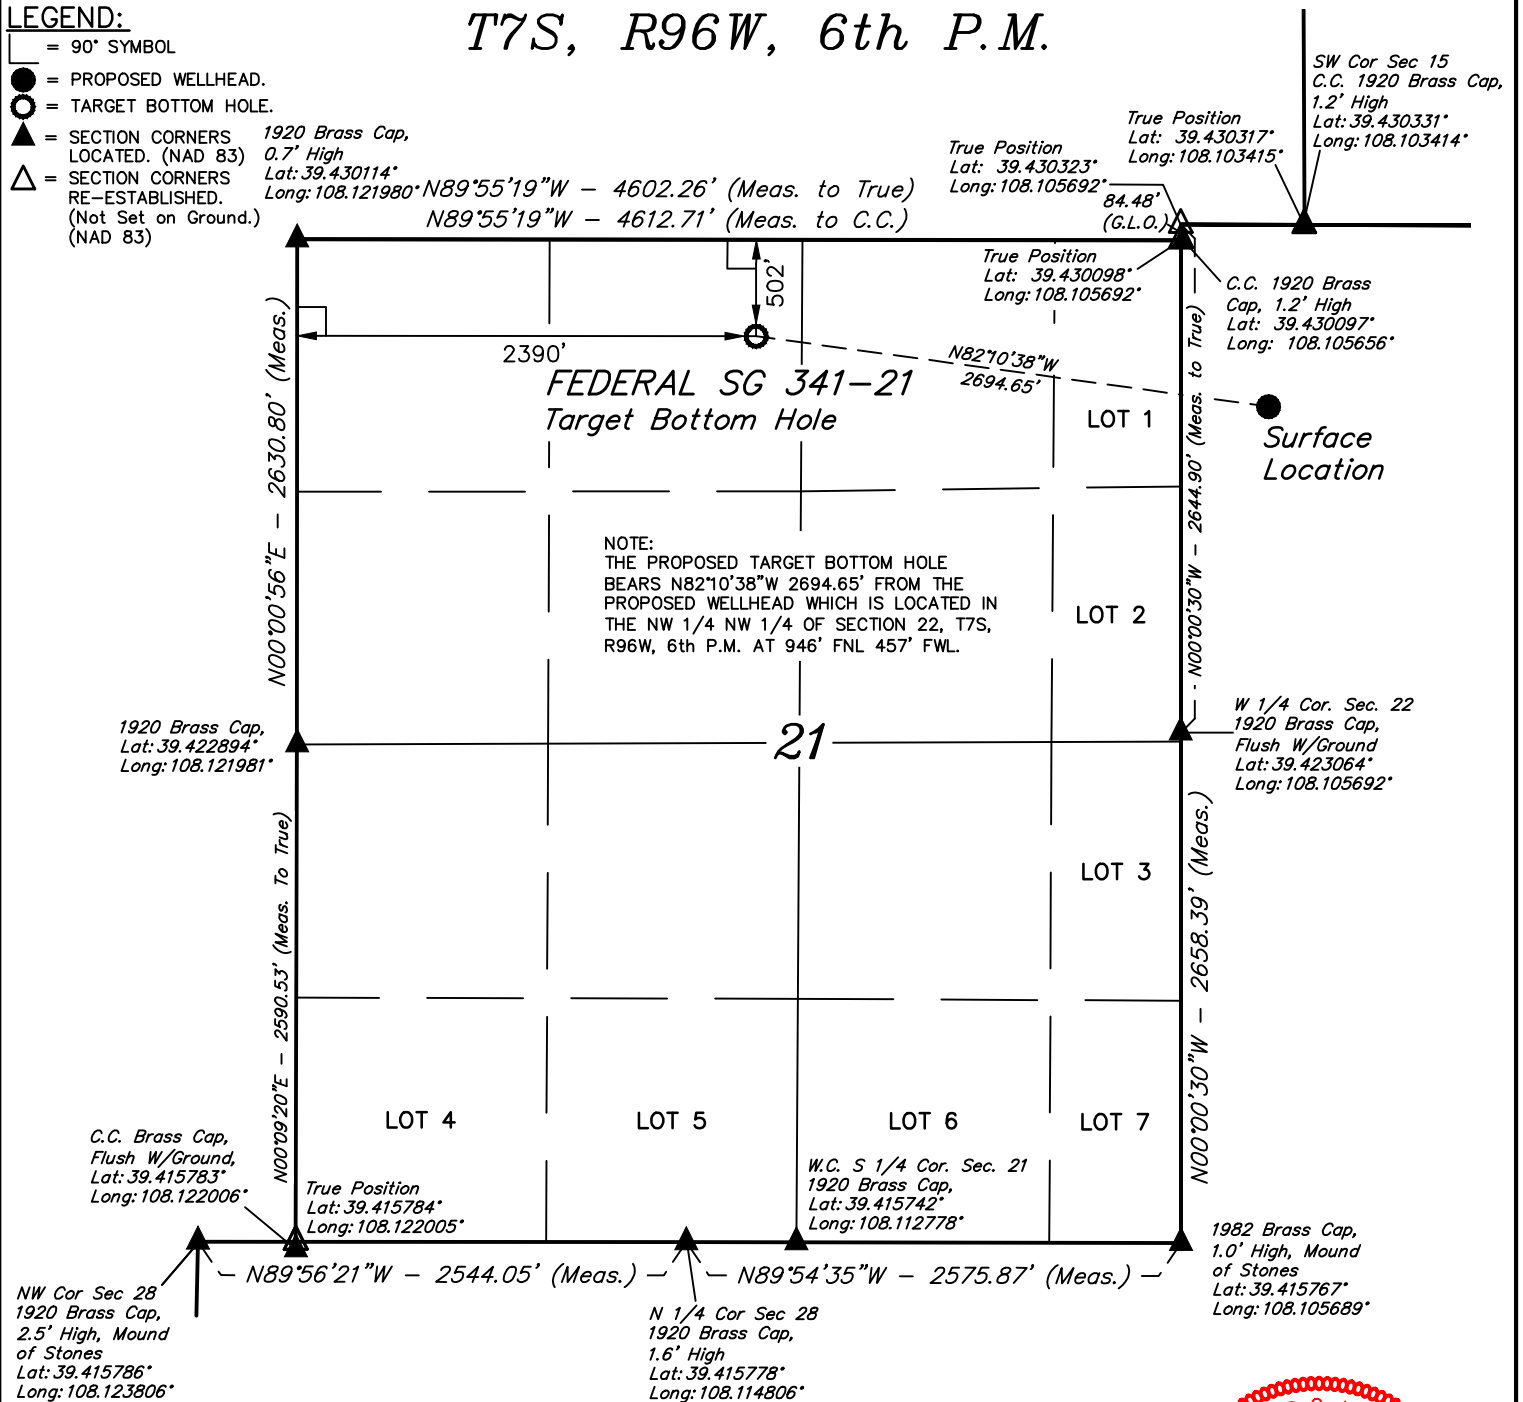 LEGEND:
= 90° SYMBOL
= PROPOSED WELLHEAD.
= TARGET BOTTOM HOLE.
= SECTION CORNERS
LOCATED. (NAD 83)
= SECTION CORNERS
RE-ESTABLISHED.
(Not Set on Ground.)
(NAD 83)
T7S, R96W, 6th P.M.
1920 Brass Cap,
0.7' High
Lat: 39.430114°
Long: 108.121980°
N89°55'19"W - 4602.26' (Meas. to True)
N89°55'19"W - 4612.71' (Meas. to C.C.)
True Position
Lat: 39.430323°
Long: 108.105692°
84.48'
(G.L.O.)
True Position
Lat: 39.430317°
Long: 108.103415°
SW Cor Sec 15
C.C. 1920 Brass Cap,
1.2' High
Lat: 39.430331°
Long: 108.103414°
True Position
Lat: 39.430098°
Long: 108.105692°
C.C. 1920 Brass
Cap, 1.2' High
Lat: 39.430097°
Long: 108.105656°
502'
2390'
N82°10'38"W
2694.65'
FEDERAL SG 341-21
Target Bottom Hole
LOT 1
Surface
Location
N00°00'56"E - 2630.80' (Meas.)
N00°00'30"W - 2644.90' (Meas. to True)
NOTE:
THE PROPOSED TARGET BOTTOM HOLE
BEARS N82°10'38"W 2694.65' FROM THE
PROPOSED WELLHEAD WHICH IS LOCATED IN
THE NW 1/4 NW 1/4 OF SECTION 22, T7S,
R96W, 6th P.M. AT 946' FNL 457' FWL.
LOT 2
1920 Brass Cap,
Lat: 39.422894°
Long: 108.121981°
21
W 1/4 Cor. Sec. 22
1920 Brass Cap,
Flush W/Ground
Lat: 39.423064°
Long: 108.105692°
N00°09'20"E - 2590.53' (Meas. To True)
LOT 3
N00°00'30"W - 2658.39' (Meas.)
LOT 4
LOT 5
LOT 6
LOT 7
C.C. Brass Cap,
Flush W/Ground,
Lat: 39.415783°
Long: 108.122006°
True Position
Lat: 39.415784°
Long: 108.122005°
W.C. S 1/4 Cor. Sec. 21
1920 Brass Cap,
Lat: 39.415742°
Long: 108.112778°
N89°56'21"W - 2544.05' (Meas.)
N89°54'35"W - 2575.87' (Meas.)
1982 Brass Cap,
1.0' High, Mound
of Stones
Lat: 39.415767°
Long: 108.105689°
NW Cor Sec 28
1920 Brass Cap,
2.5' High, Mound
of Stones
Lat: 39.415786°
Long: 108.123806°
N 1/4 Cor Sec 28
1920 Brass Cap,
1.6' High
Lat: 39.415778°
Long: 108.114806°